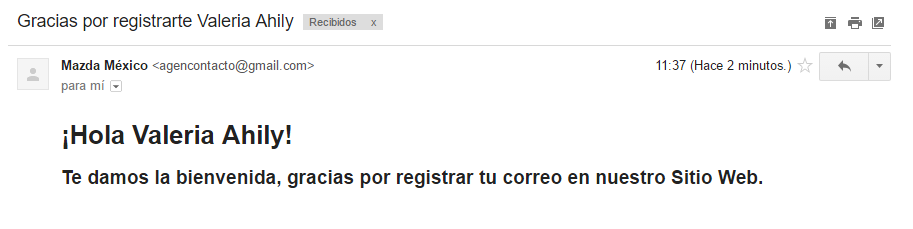 Gracias por registrarte Valeria Ahily Recibidos x
Mazda México <agencontacto@gmail.com> 11:37 (Hace 2 minutos.)
para mí
¡Hola Valeria Ahily!
Te damos la bienvenida, gracias por registrar tu correo en nuestro Sitio Web.